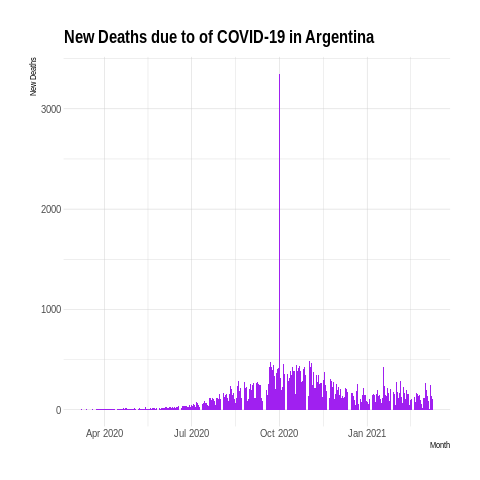 New Deaths due to of COVID-19 in Argentina
New Deaths
3000
2000
1000
0
Apr 2020
Jul 2020
Oct 2020
Jan 2021
Month